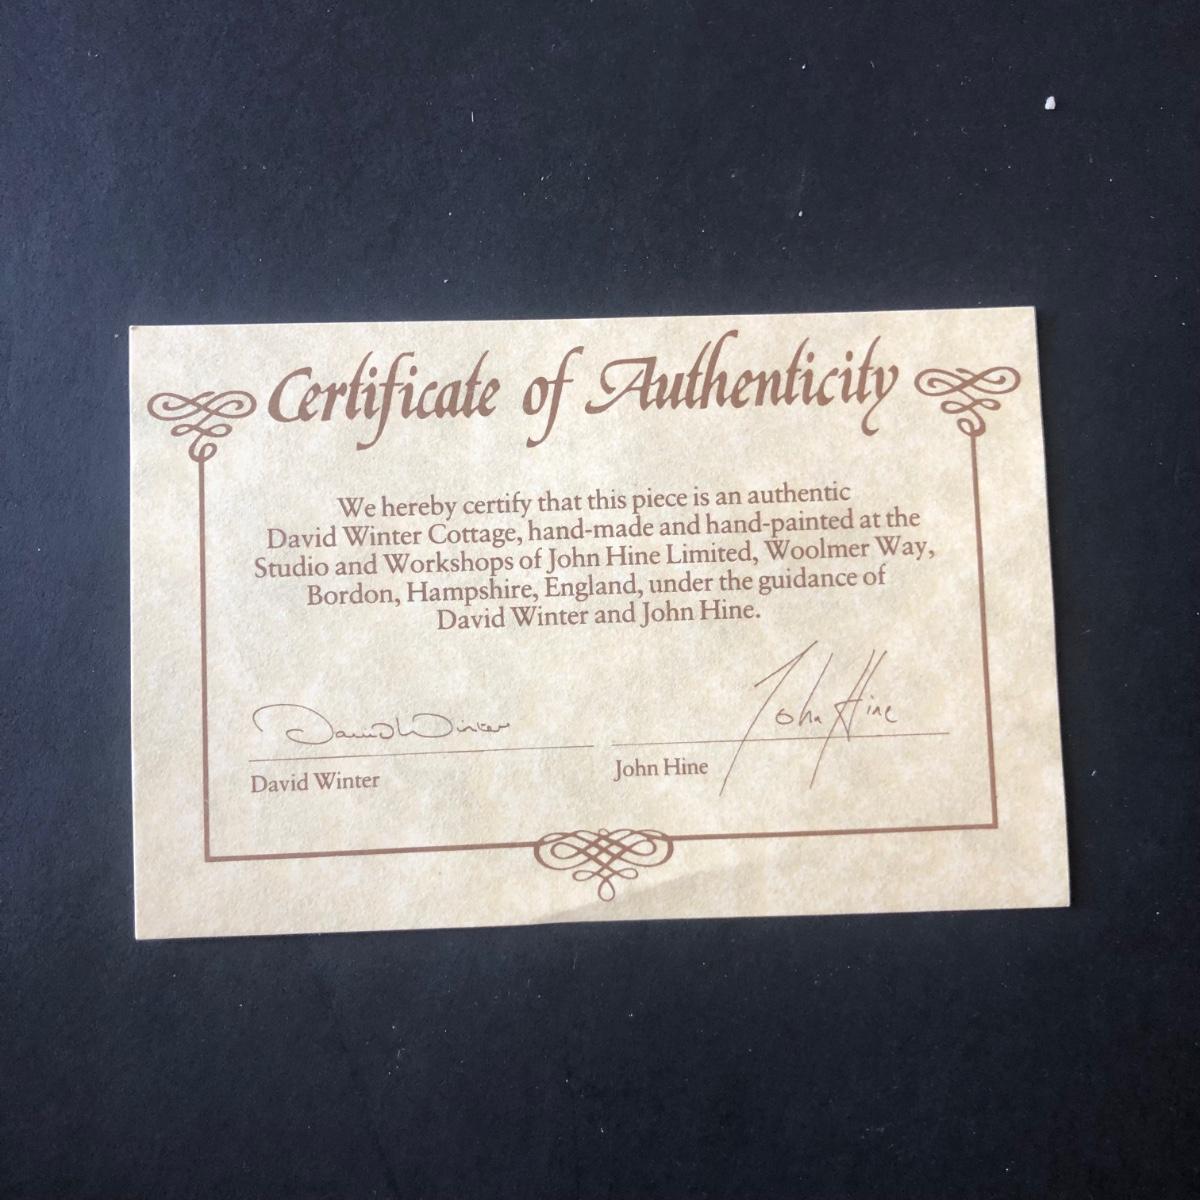 Certificate of Authenticity
We hereby certify that this piece is an authentic
David Winter Cottage, hand-made and hand-painted at the
Studio and Workshops of John Hine Limited, Woolmer Way,
Bordon, Hampshire, England, under the guidance of
David Winter and John Hine.
David Winter
John Hine
David Winter
John Hine